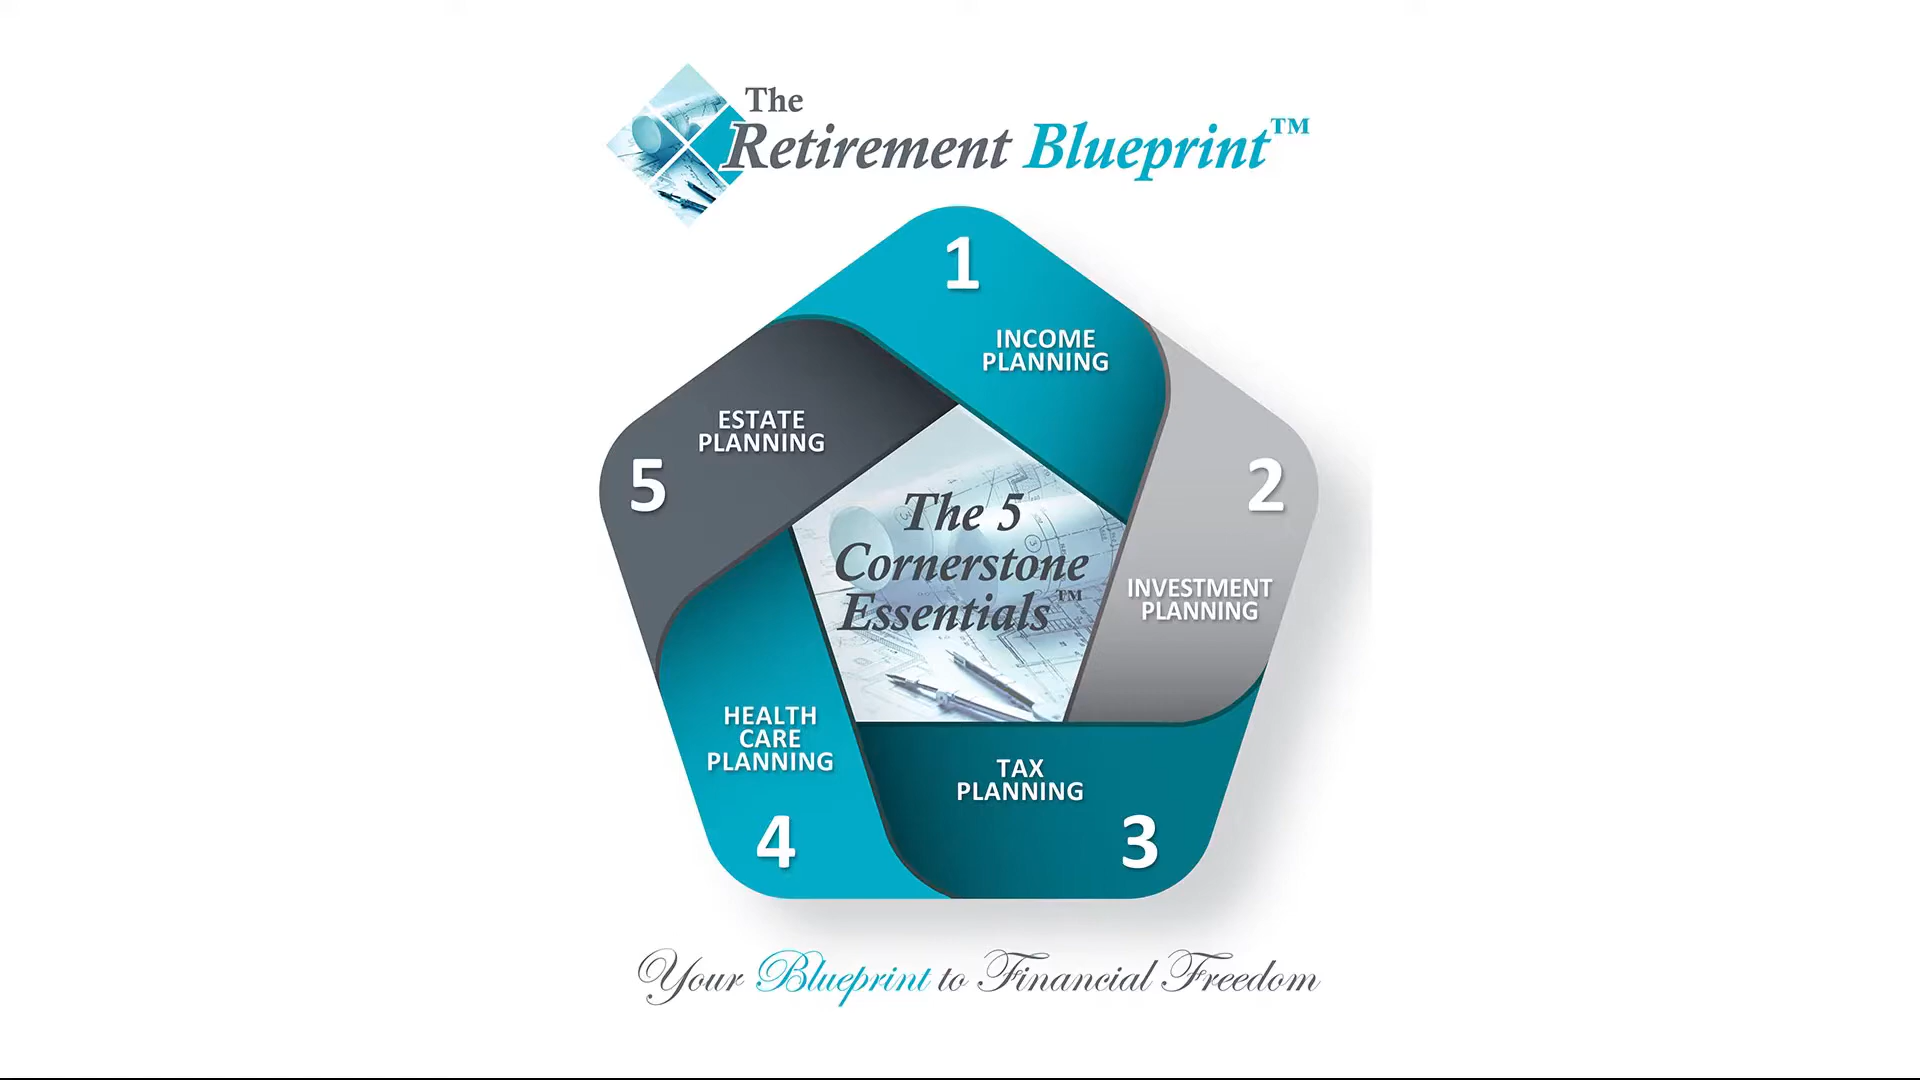 The
Retirement Blueprint™
1
INCOME
PLANNING
2
INVESTMENT
PLANNING
3
TAX
PLANNING
4
HEALTH
CARE
PLANNING
5
ESTATE
PLANNING
The 5
Cornerstone
Essentials™
Your Blueprint to Financial Freedom